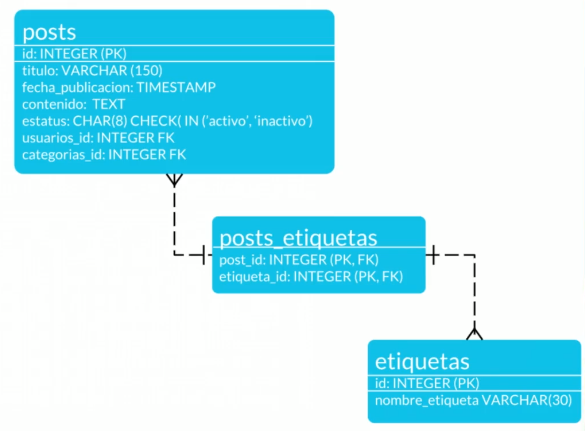 posts
id: INTEGER (PK)
titulo: VARCHAR (150)
fecha_publicacion: TIMESTAMP
contenido: TEXT
estatus: CHAR(8) CHECK( IN ('activo', 'inactivo')
usuarios_id: INTEGER FK
categorias_id: INTEGER FK
posts_etiquetas
post_id: INTEGER (PK, FK)
etiqueta_id: INTEGER (PK, FK)
etiquetas
id: INTEGER (PK)
nombre_etiqueta VARCHAR(30)